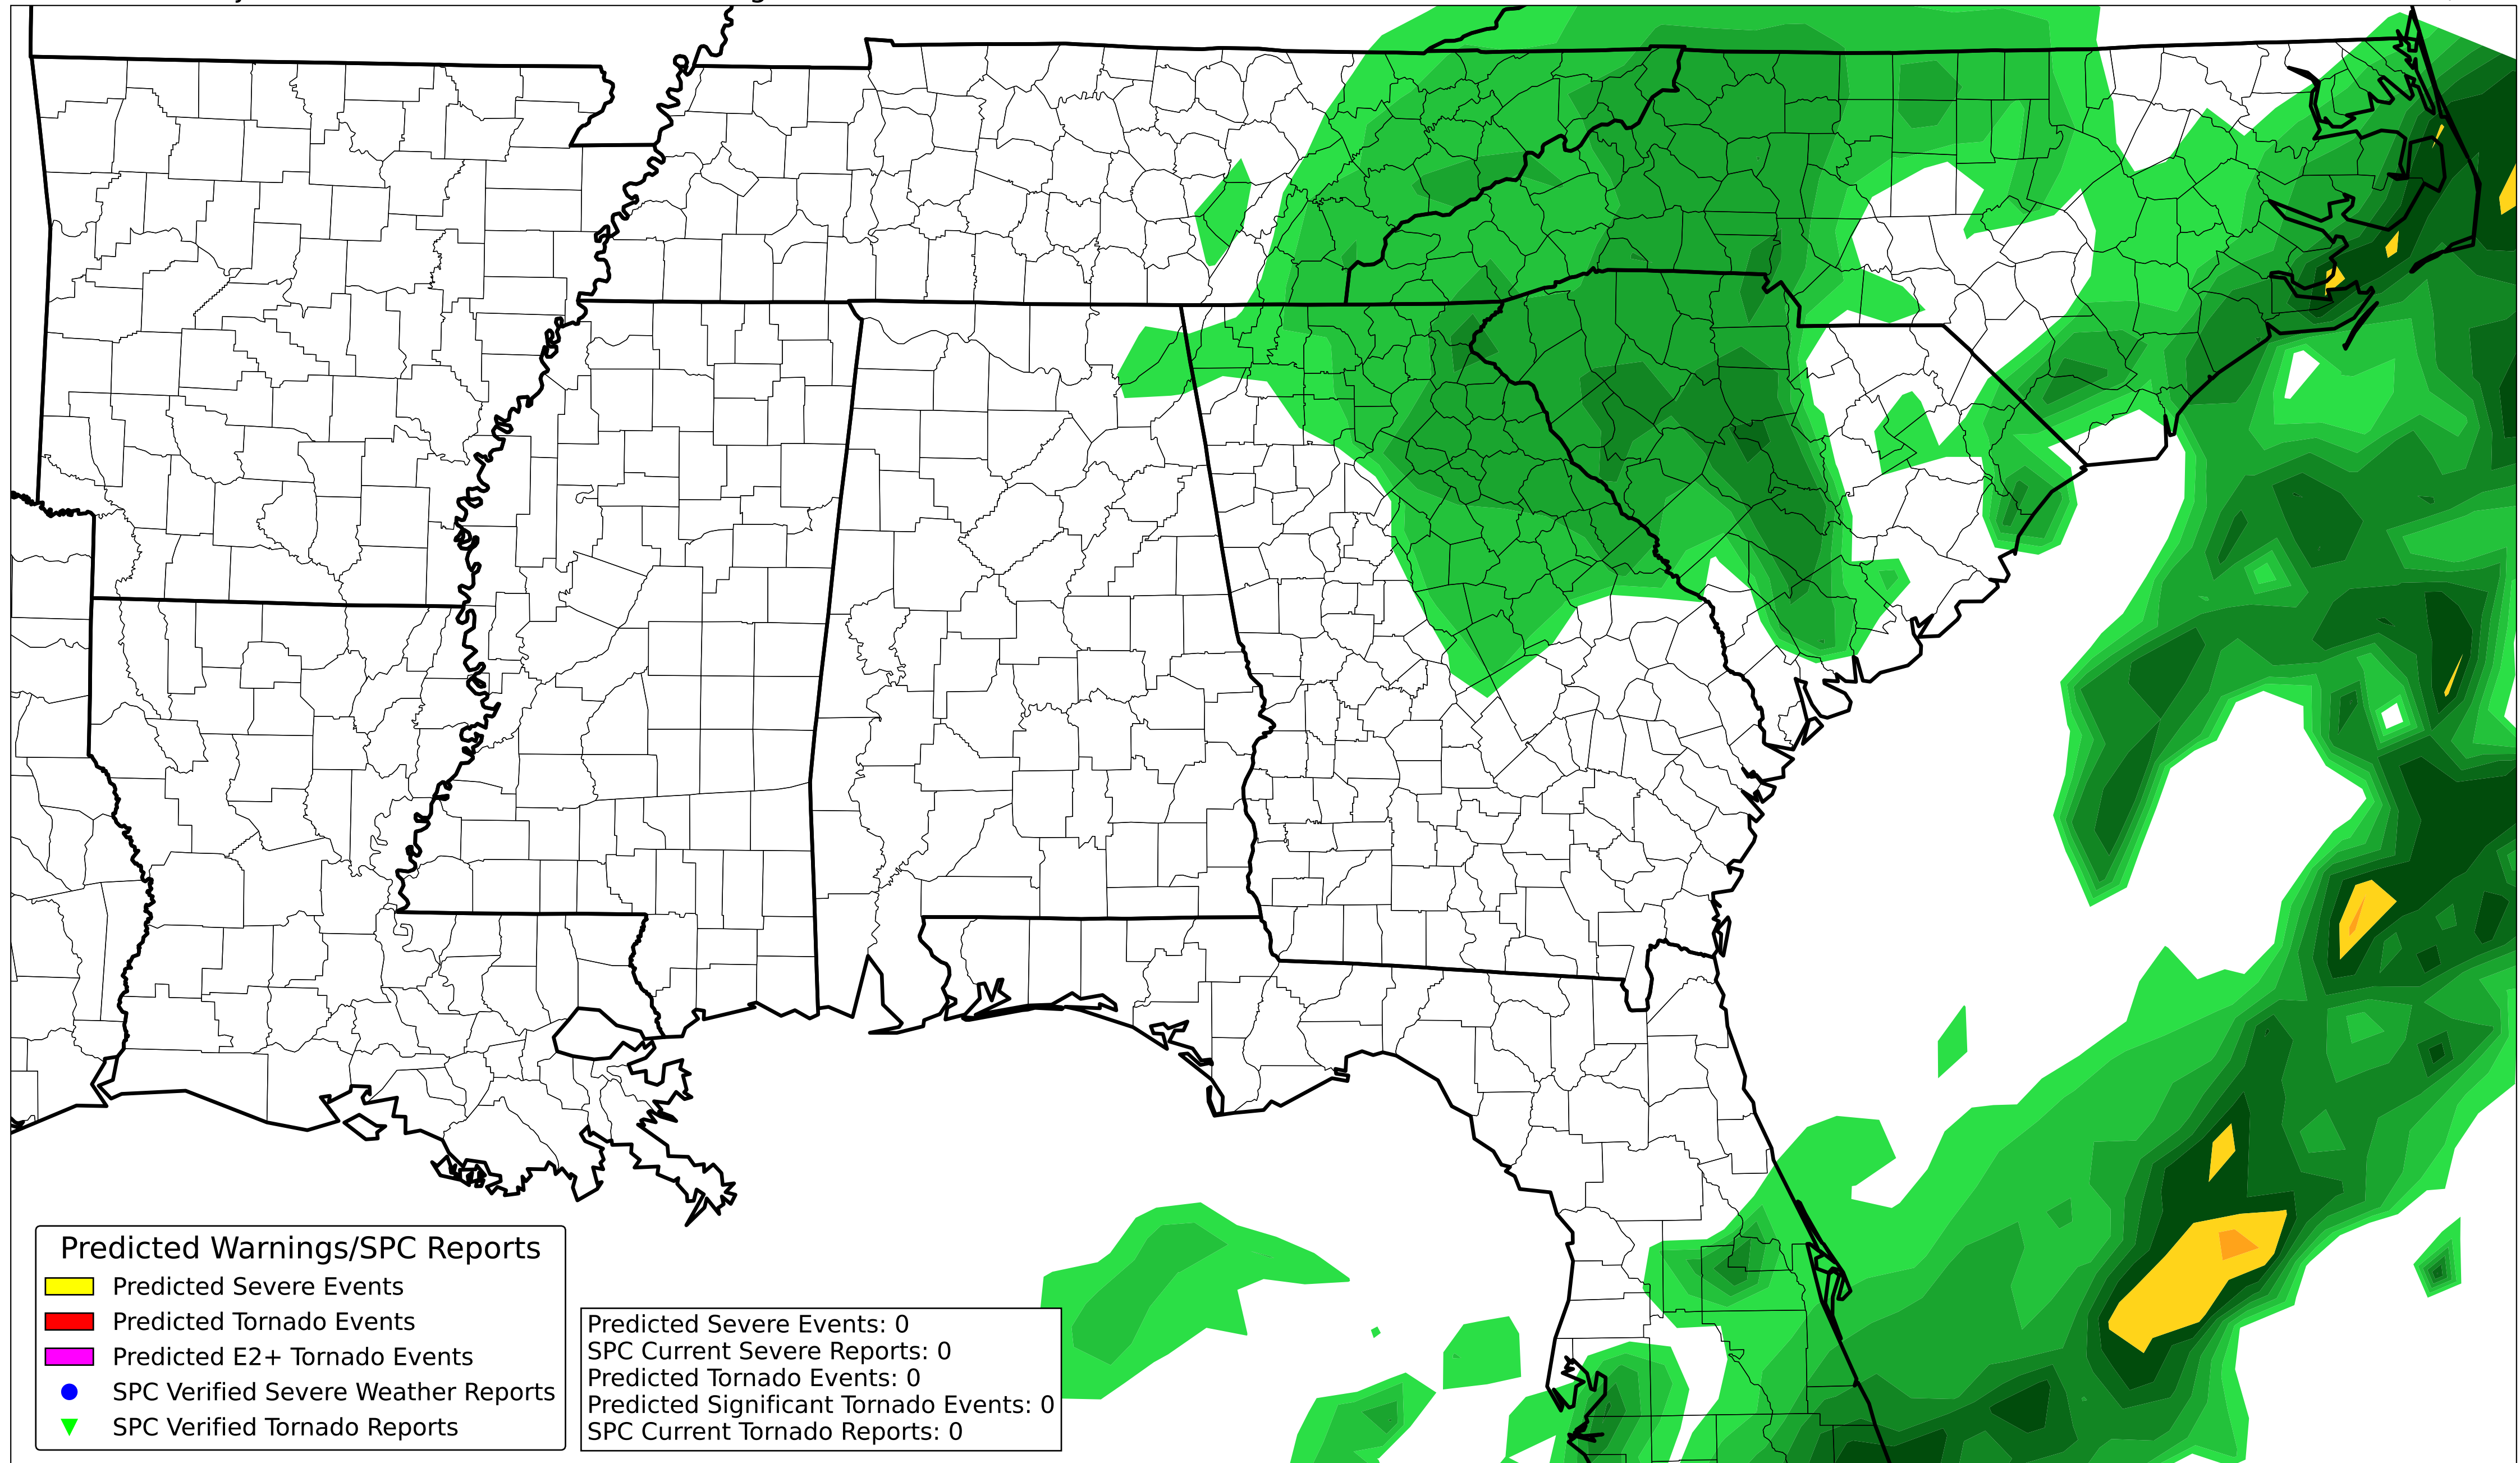 Predicted Warnings/SPC Reports
Predicted Severe Events
Predicted Tornado Events
Predicted E2+ Tornado Events
SPC Verified Severe Weather Reports
SPC Verified Tornado Reports
Predicted Severe Events: 0
SPC Current Severe Reports: 0
Predicted Tornado Events: 0
Predicted Significant Tornado Events: 0
SPC Current Tornado Reports: 0